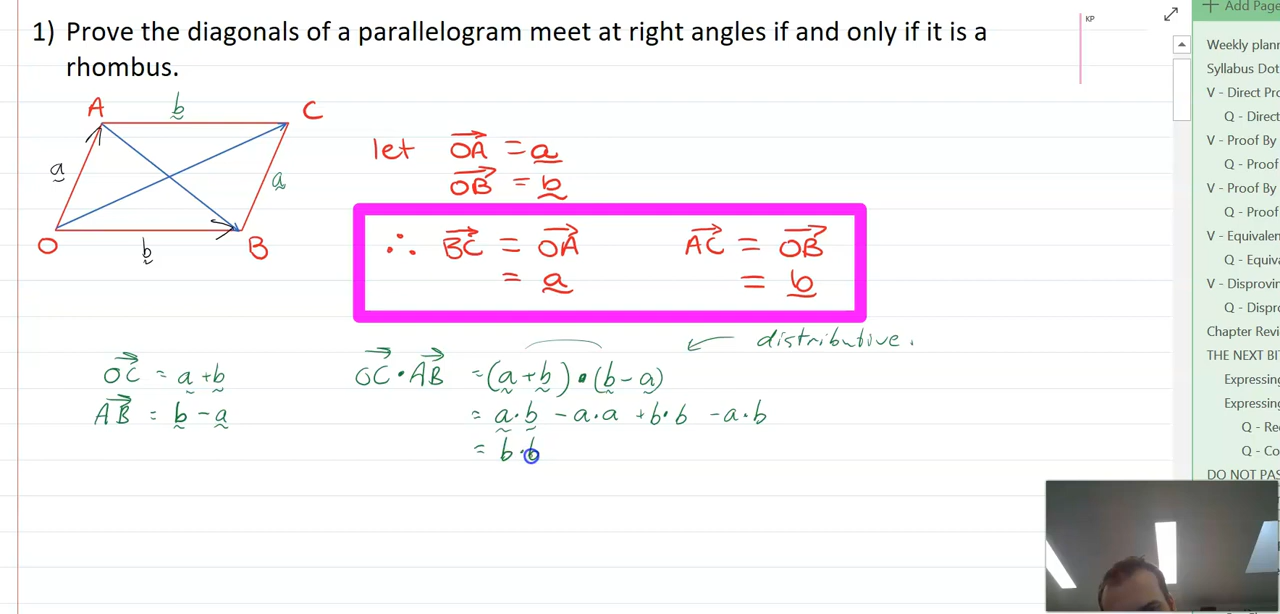 1) Prove the diagonals of a parallelogram meet at right angles if and only if it is a
rhombus.
KP
A b C
a a
O b B
let OA = a
OB = b
∴ BC = OA AC = OB
= a = b
distributive.
OC = a + b
AB = b - a
OC · AB = (a + b) · (b - a)
= a · b - a · a + b · b - a · b
= b · b
Add Page
Weekly plann
Syllabus Dot
V - Direct Pro
Q - Direct
V - Proof By
Q - Proof
V - Proof By
Q - Proof
V - Equivalen
Q - Equiva
V - Disprovin
Q - Dispro
Chapter Revie
THE NEXT BIT
Expressing
Expressing
Q - Re
Q - Co
DO NOT PAS